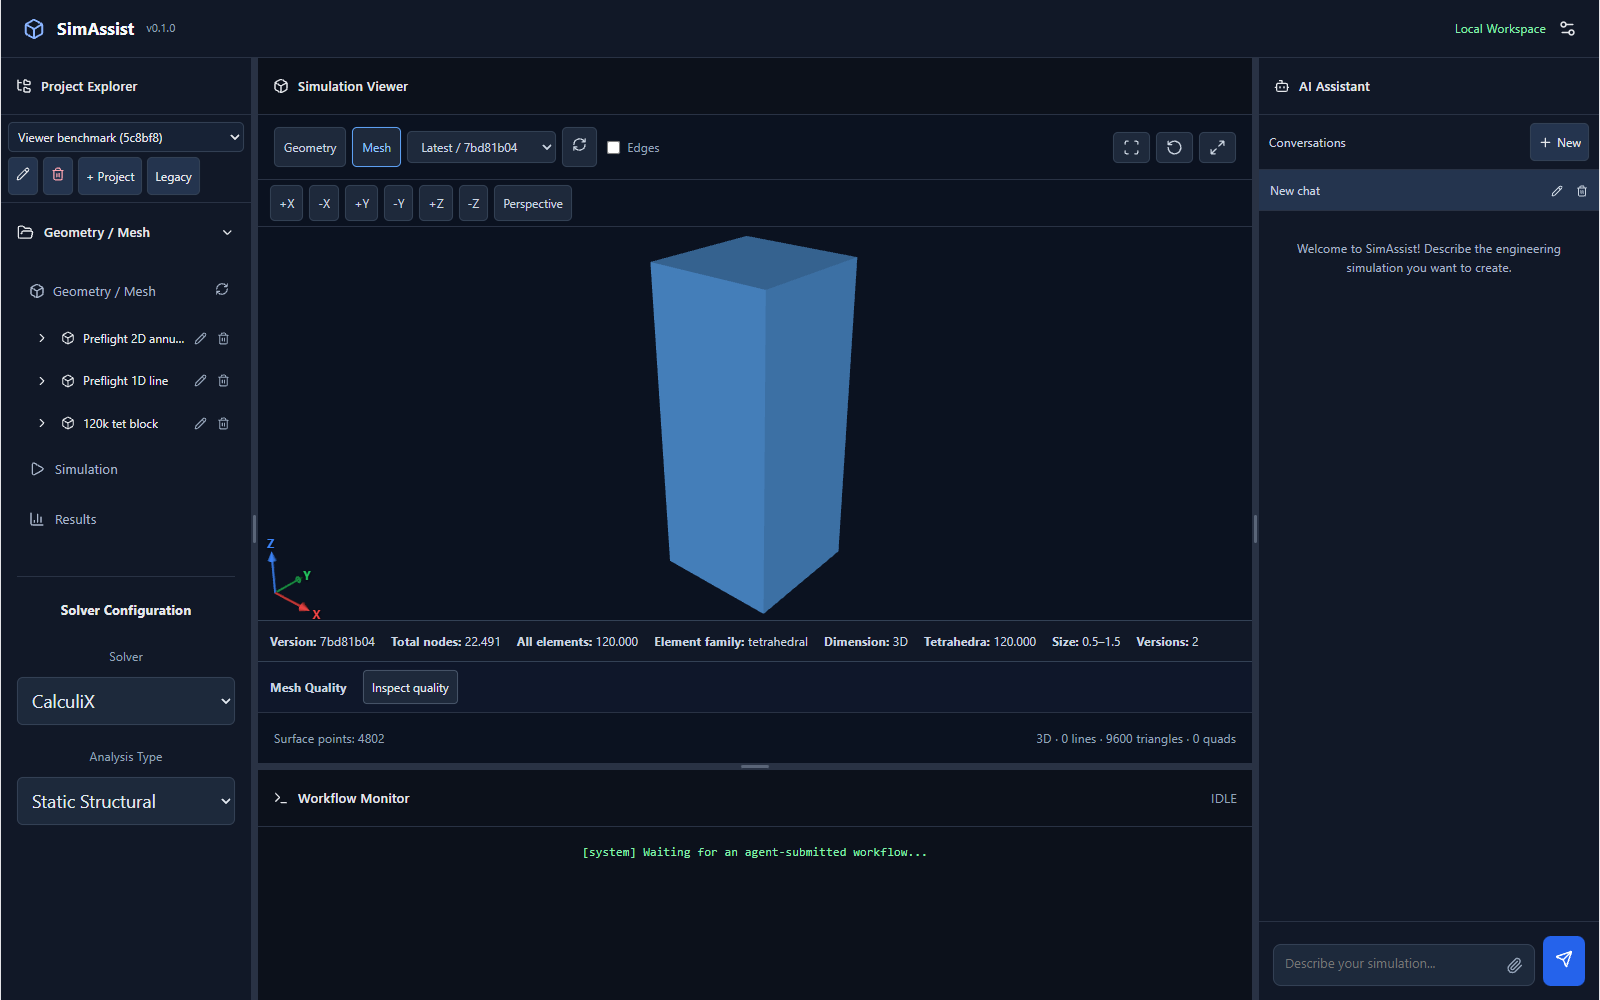 SimAssist v0.1.0
Local Workspace
Project Explorer
Viewer benchmark (5c8bf8)
+ Project
Legacy
Geometry / Mesh
Geometry / Mesh
Preflight 2D annu...
Preflight 1D line
120k tet block
Simulation
Results
Solver Configuration
Solver
CalculiX
Analysis Type
Static Structural
Simulation Viewer
Geometry Mesh Latest / 7bd81b04 Edges
+X -X +Y -Y +Z -Z Perspective
Z
Y
X
Version: 7bd81b04 Total nodes: 22.491 All elements: 120.000 Element family: tetrahedral Dimension: 3D Tetrahedra: 120.000 Size: 0.5–1.5 Versions: 2
Mesh Quality Inspect quality
Surface points: 4802 3D · 0 lines · 9600 triangles · 0 quads
Workflow Monitor IDLE
[system] Waiting for an agent-submitted workflow...
AI Assistant
Conversations + New
New chat
Welcome to SimAssist! Describe the engineering
simulation you want to create.
Describe your simulation...